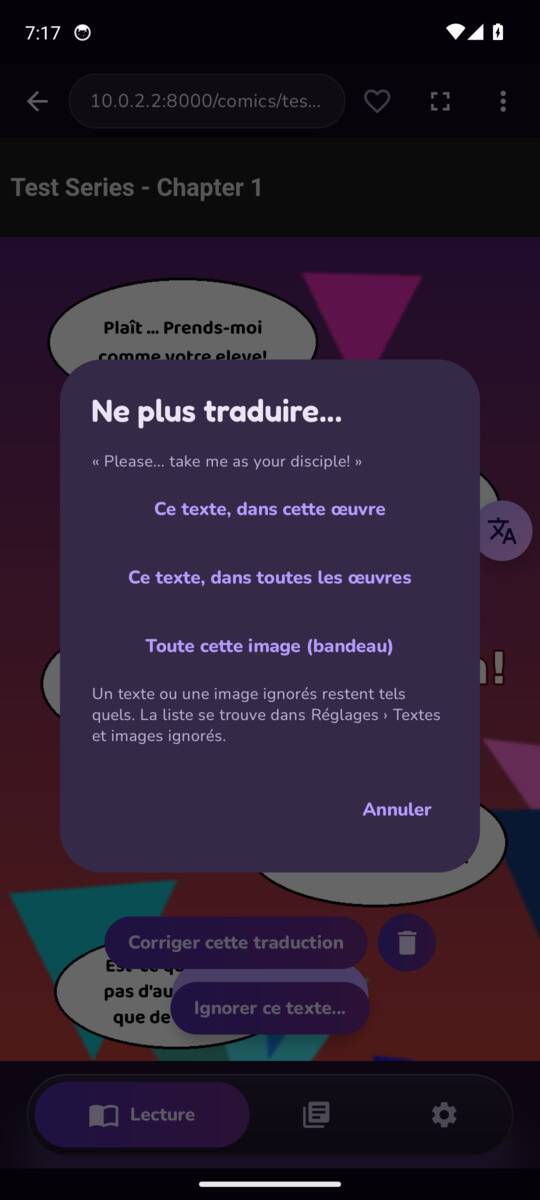 7:17
10.0.2.2:8000/comics/tes...
Test Series - Chapter 1
Plaît ... Prends-moi
comme votre eleve!
Ne plus traduire...
« Please... take me as your disciple! »
Ce texte, dans cette œuvre
Ce texte, dans toutes les œuvres
Toute cette image (bandeau)
Un texte ou une image ignorés restent tels
quels. La liste se trouve dans Réglages › Textes
et images ignorés.
Annuler
Corriger cette traduction
pas d'au
que de
Ignorer ce texte...
Lecture